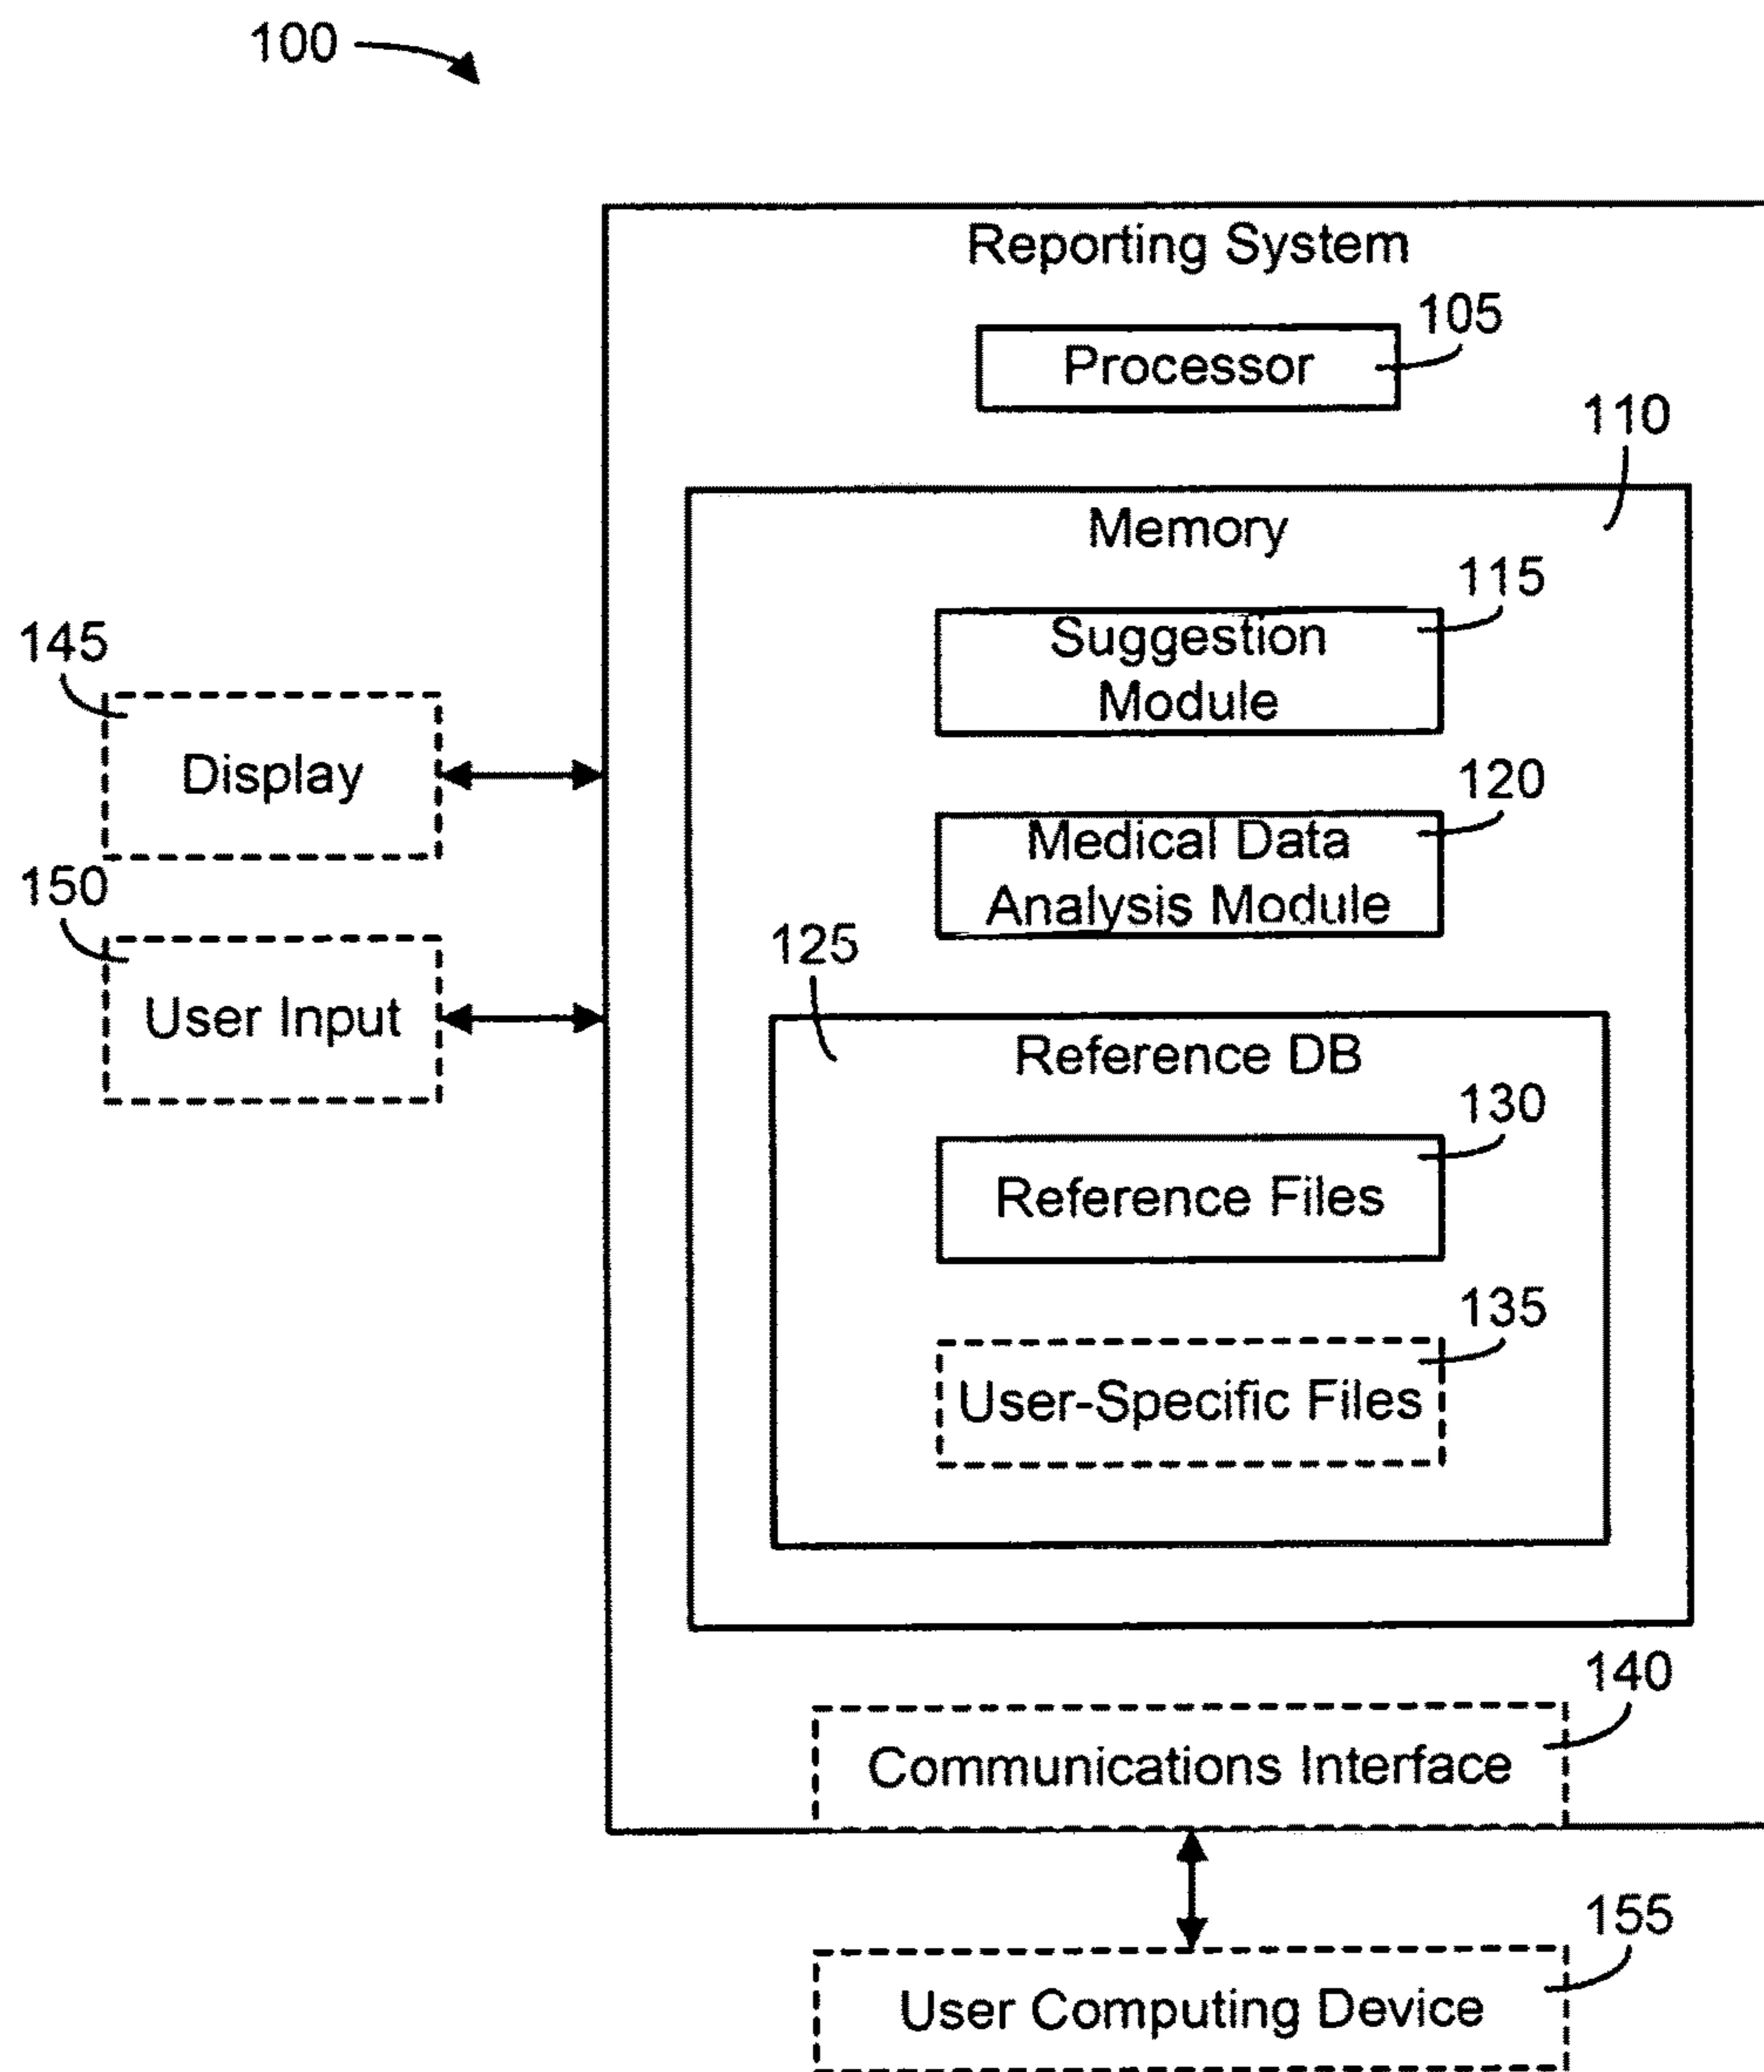 100
Reporting System
105
Processor
110
Memory
115
Suggestion
Module
145
Display
120
Medical Data
Analysis Module
150
User Input
125
Reference DB
130
Reference Files
135
User-Specific Files
140
Communications Interface
155
User Computing Device